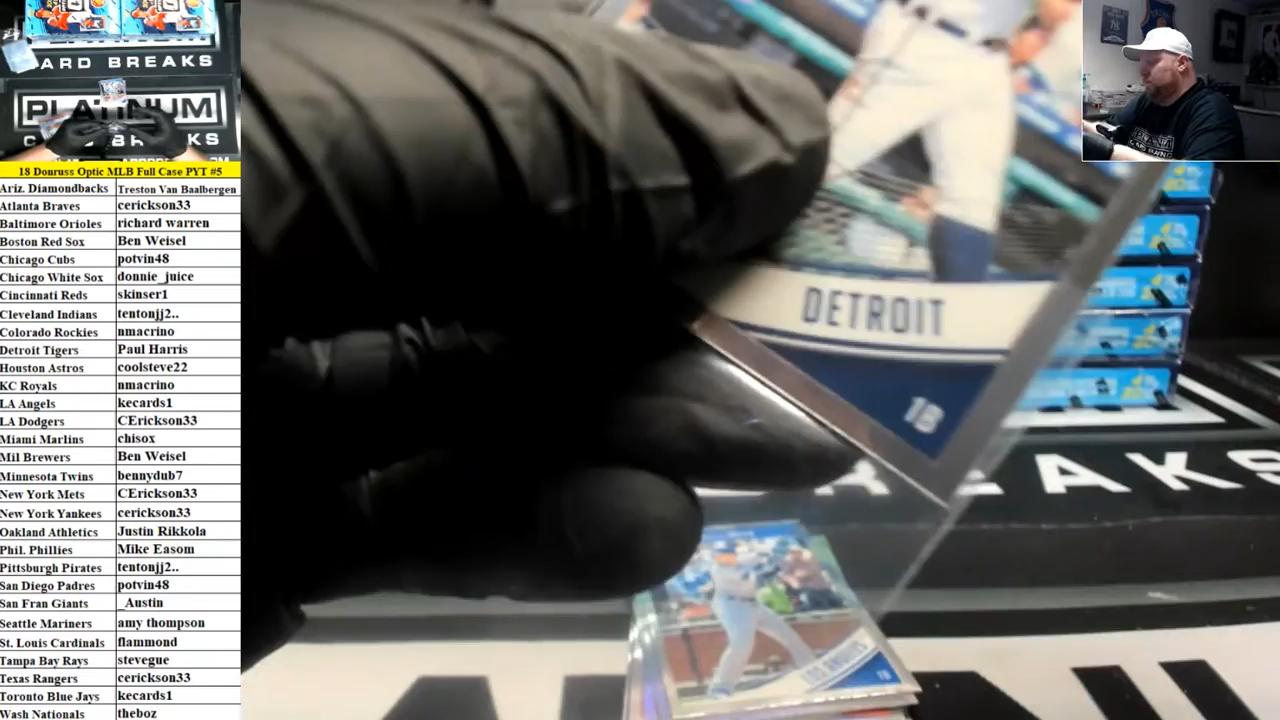 CARD BREAKS
PLATINUM
18 Donruss Optic MLB Full Case PYT #5
Ariz. Diamondbacks Treston Van Baalbergen
Atlanta Braves cerickson33
Baltimore Orioles richard warren
Boston Red Sox Ben Weisel
Chicago Cubs potvin48
Chicago White Sox donnie_juice
Cincinnati Reds skinser1
Cleveland Indians tentonjj2..
Colorado Rockies nmacrino
Detroit Tigers Paul Harris
Houston Astros coolsteve22
KC Royals nmacrino
LA Angels kecards1
LA Dodgers CErickson33
Miami Marlins chisox
Mil Brewers Ben Weisel
Minnesota Twins bennydub7
New York Mets CErickson33
New York Yankees cerickson33
Oakland Athletics Justin Rikkola
Phil. Phillies Mike Easom
Pittsburgh Pirates tentonjj2..
San Diego Padres potvin48
San Fran Giants _Austin
Seattle Mariners amy thompson
St. Louis Cardinals flammond
Tampa Bay Rays stevegue
Texas Rangers cerickson33
Toronto Blue Jays kecards1
Wash Nationals theboz
DETROIT
1B
EAKS
LOS ANGELES
1B